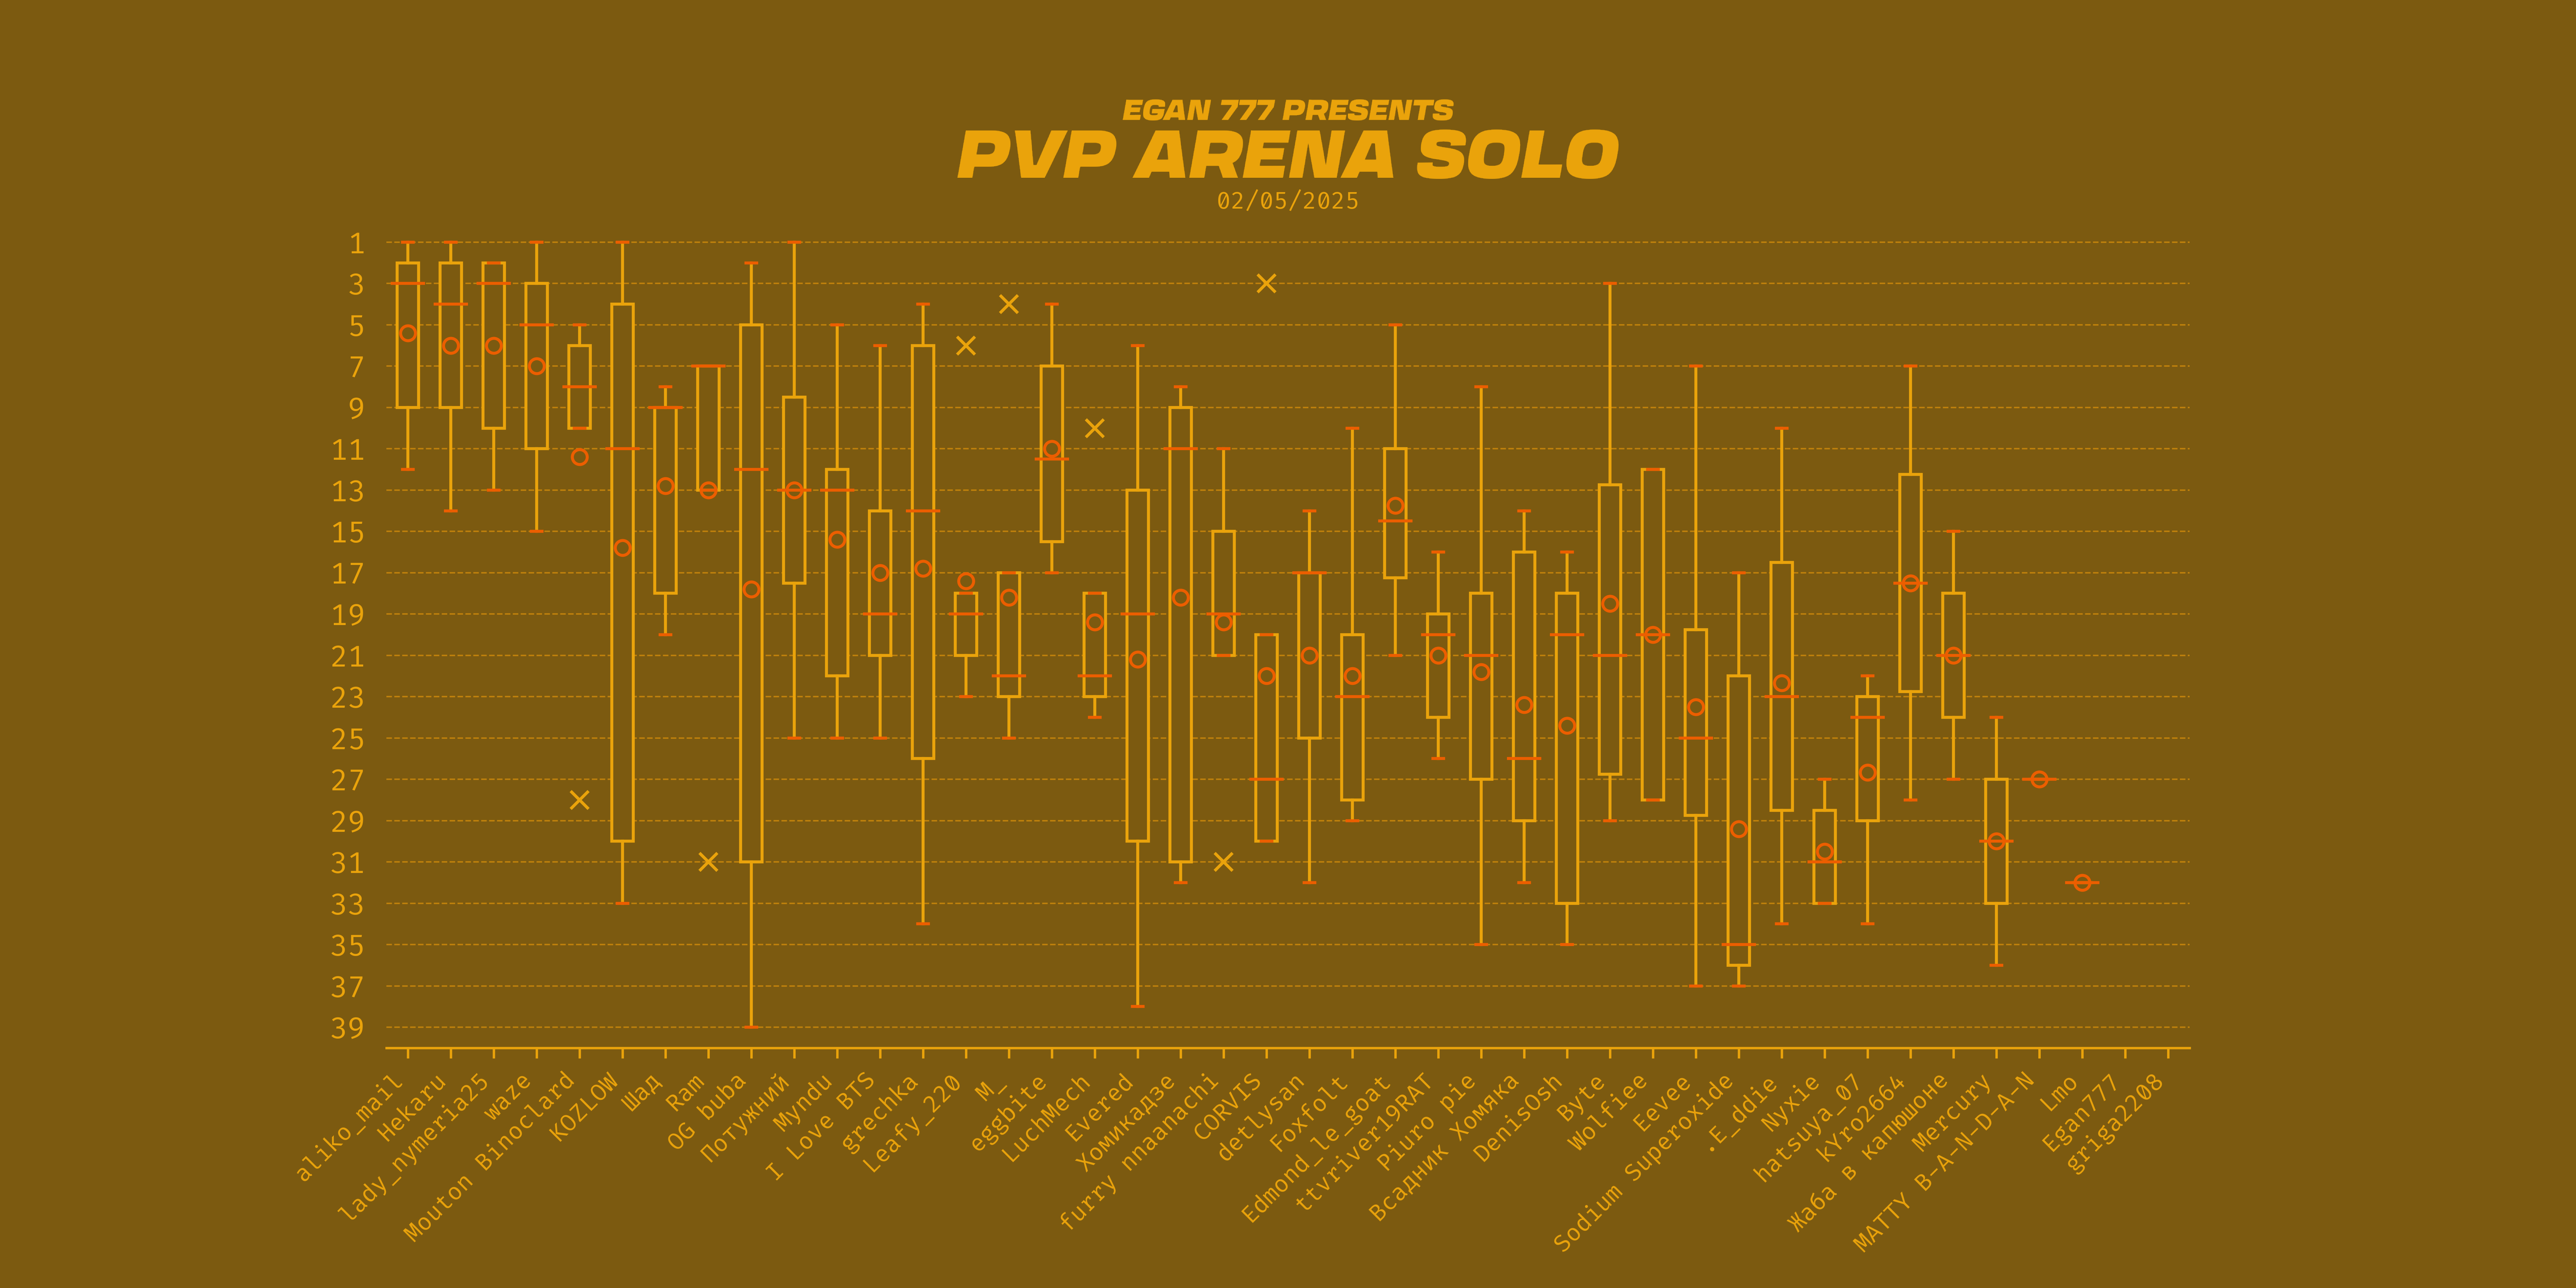 EGAN 777 PRESENTS
PVP ARENA SOLO
02/05/2025
1
3
5
7
9
11
13
15
17
19
21
23
25
27
29
31
33
35
37
39
aliko_mail
Hekaru
lady_nymeria25
waze
Mouton Binoclard
KOZLOW
Шад
Ram
OG buba
Потужний
Myndu
I Love BTS
grechka
Leafy_220
M_
eggbite
LuchMech
Evered
Хомикадзе
furry nnaanachi
CORVIS
detlysan
Foxfolt
Edmond_le_goat
ttvriver119RAT
Piuro pie
Всадник Хомяка
DenisOsh
Byte
Wolfiee
Eevee
Sodium Superoxide
.E_ddie
Nyxie
hatsuya_07
kYro2664
Жаба в капюшоне
Mercury
MATTY B-A-N-D-A-N
Lmo
Egan777
griga2208